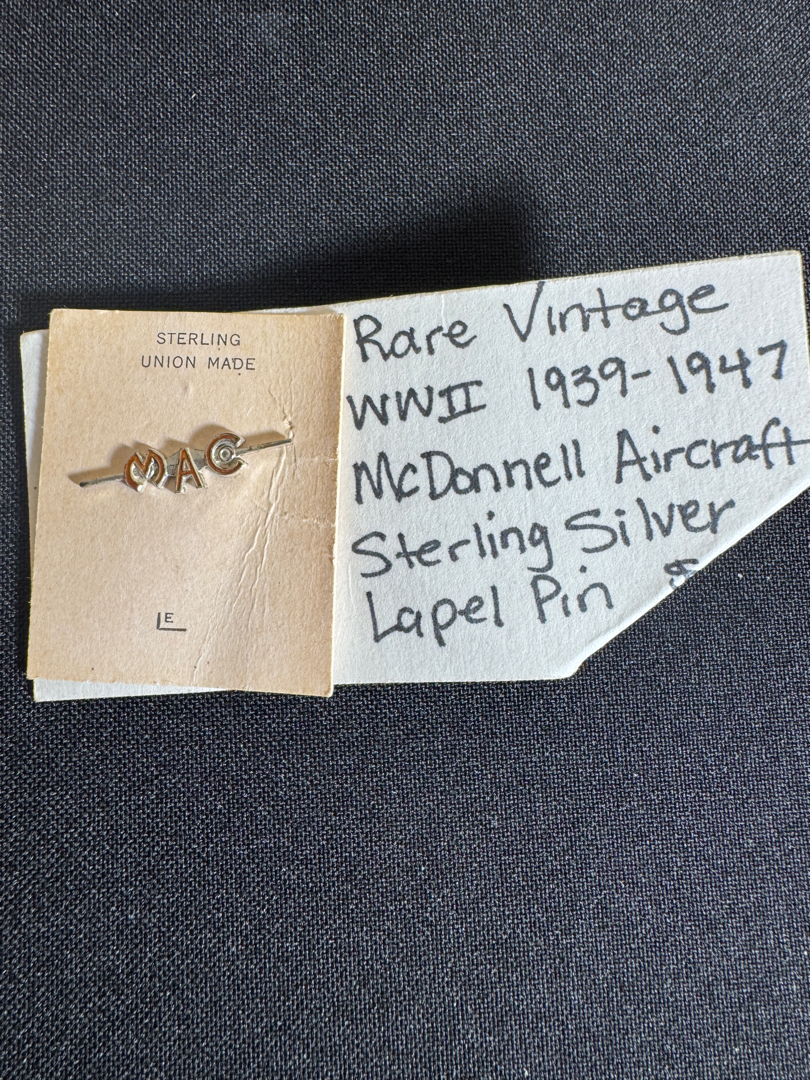 STERLING
UNION MADE
MAC
LE
Rare Vintage
WWII 1939-1947
McDonnell Aircraft
Sterling Silver
Lapel Pin